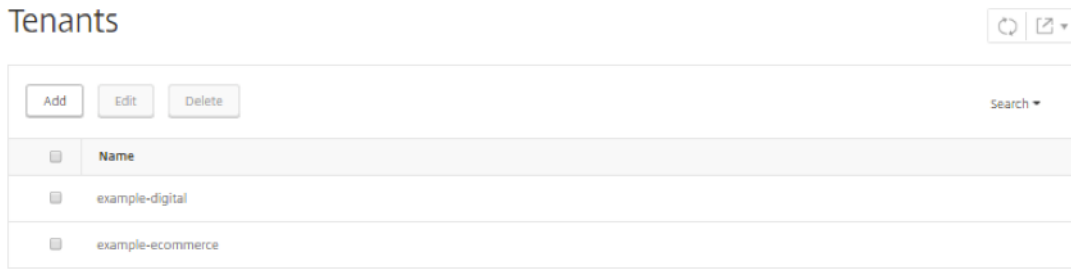 Tenants
Add Edit Delete Search
Name
example-digital
example-ecommerce